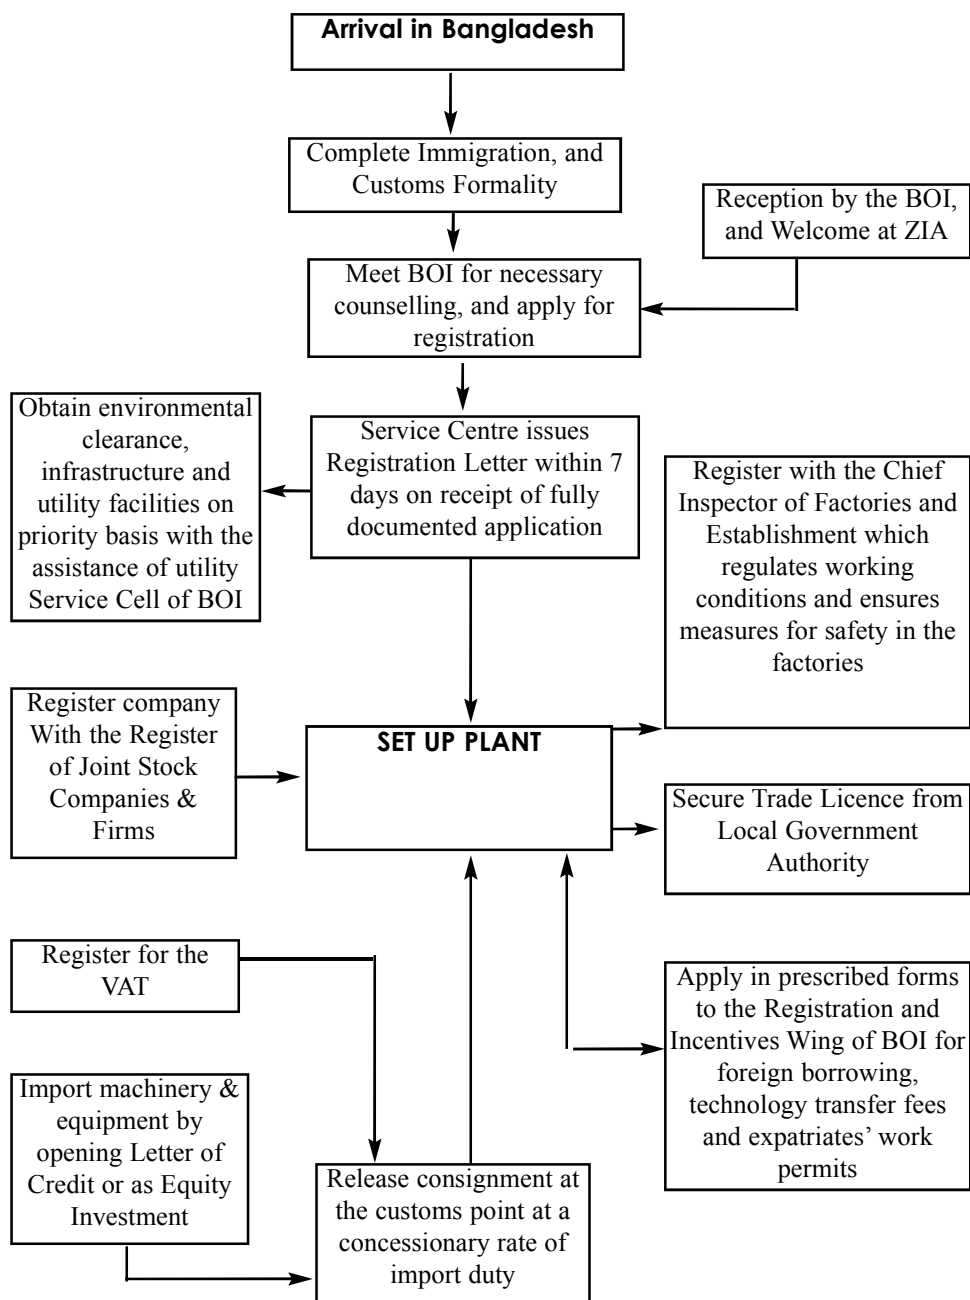 Arrival in Bangladesh
Complete Immigration, and
Customs Formality
Reception by the BOI,
and Welcome at ZIA
Meet BOI for necessary
counselling, and apply for
registration
Obtain environmental
clearance,
infrastructure and
utility facilities on
priority basis with the
assistance of utility
Service Cell of BOI
Service Centre issues
Registration Letter within 7
days on receipt of fully
documented application
Register with the Chief
Inspector of Factories and
Establishment which
regulates working
conditions and ensures
measures for safety in the
factories
Register company
With the Register
of Joint Stock
Companies &
Firms
SET UP PLANT
Secure Trade Licence from
Local Government
Authority
Register for the
VAT
Apply in prescribed forms
to the Registration and
Incentives Wing of BOI for
foreign borrowing,
technology transfer fees
and expatriates’ work
permits
Import machinery &
equipment by
opening Letter of
Credit or as Equity
Investment
Release consignment at
the customs point at a
concessionary rate of
import duty